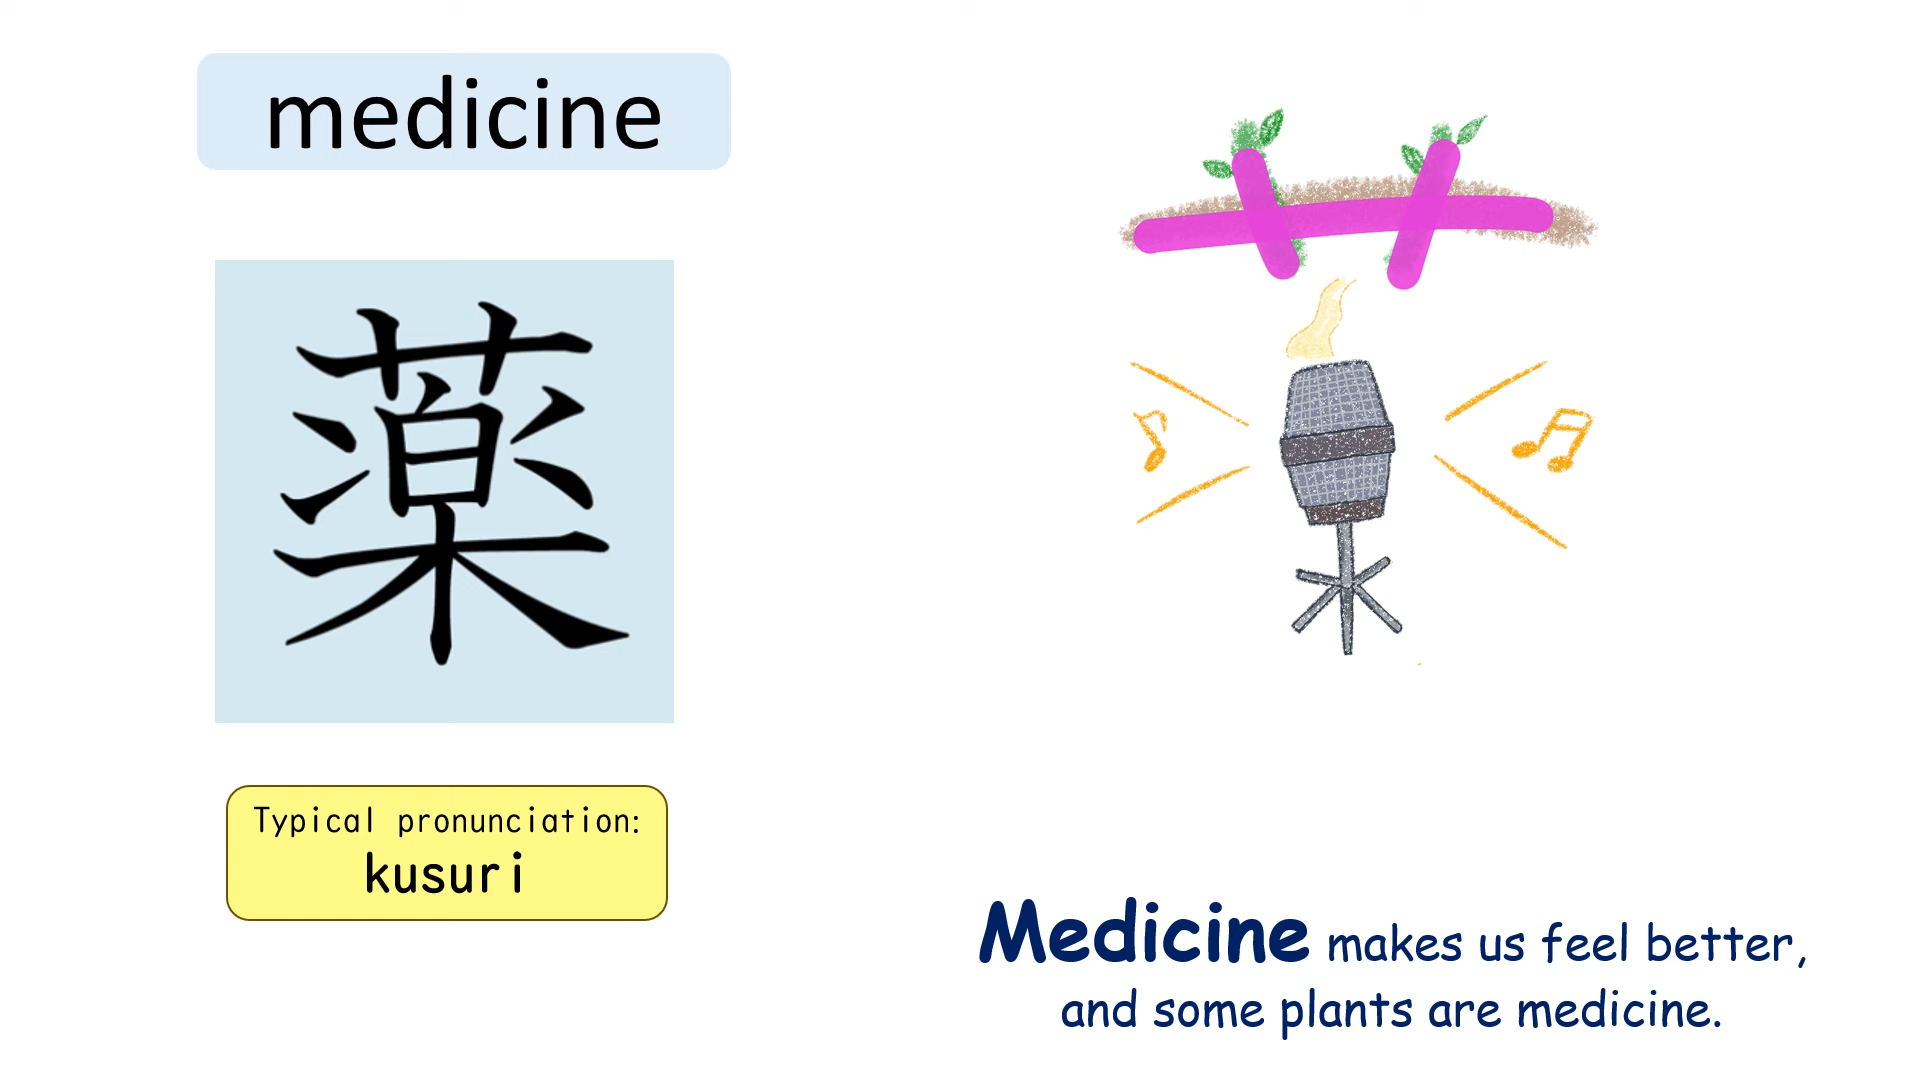 medicine
薬
Typical pronunciation:
kusuri
Medicine makes us feel better,
and some plants are medicine.